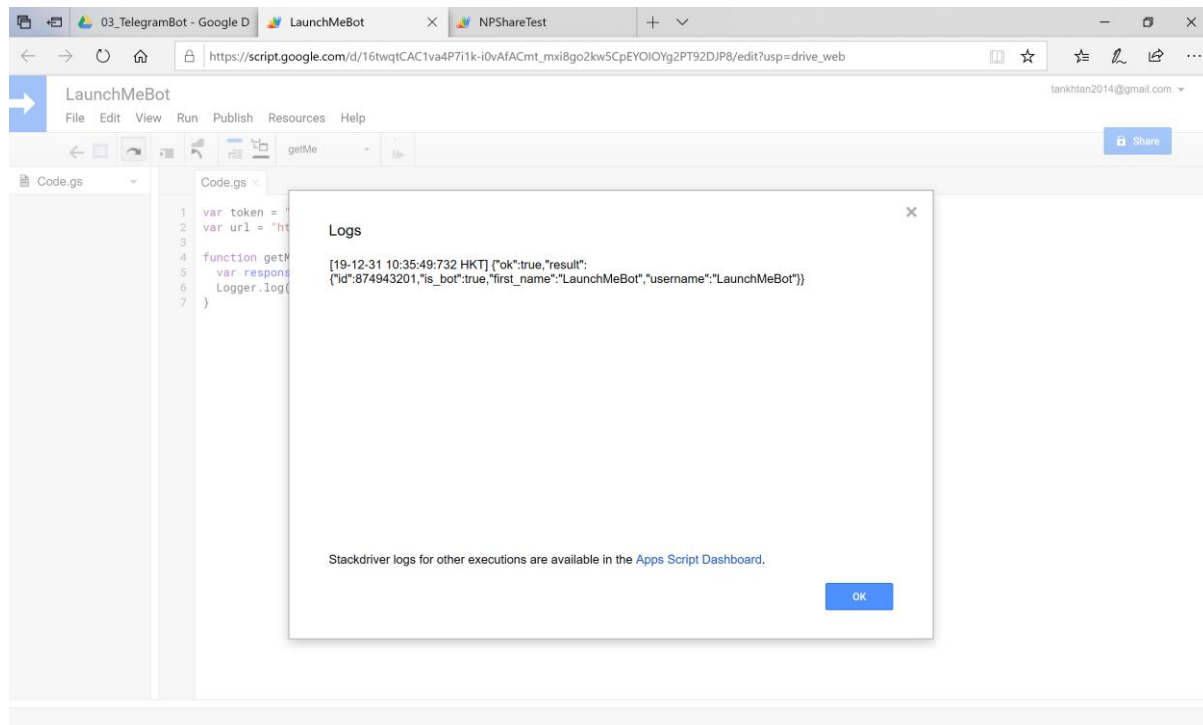 03_TelegramBot - Google D
LaunchMeBot
NPShareTest
https://script.google.com/d/16twqtCAC1va4P7i1k-i0vAfACmt_mxi8go2kw5CpEYOIOYg2PT92DJP8/edit?usp=drive_web
LaunchMeBot
tankhtan2014@gmail.com
File Edit View Run Publish Resources Help
Share
getMe
Code.gs
Code.gs
1 var token = "
2 var url = "ht
3
4 function getM
5 var respons
6 Logger.log(
7 }
Logs
[19-12-31 10:35:49:732 HKT] {"ok":true,"result":
{"id":874943201,"is_bot":true,"first_name":"LaunchMeBot","username":"LaunchMeBot"}}
Stackdriver logs for other executions are available in the Apps Script Dashboard.
OK